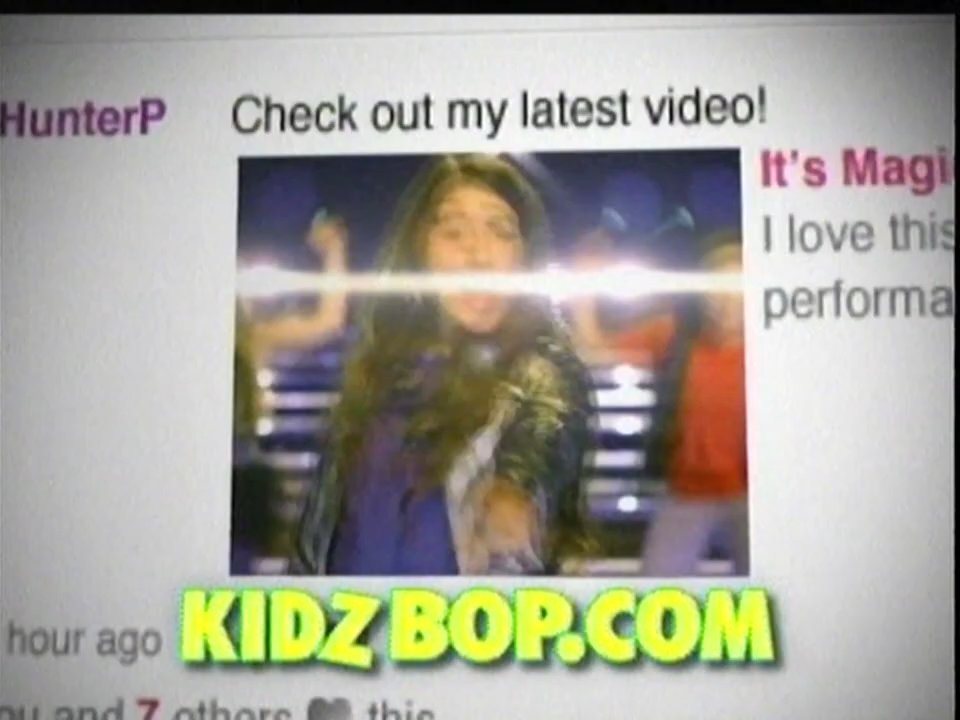 HunterP Check out my latest video!
It's Magi
I love this
performa
hour ago
KIDZ BOP.COM
ou and 7 others this